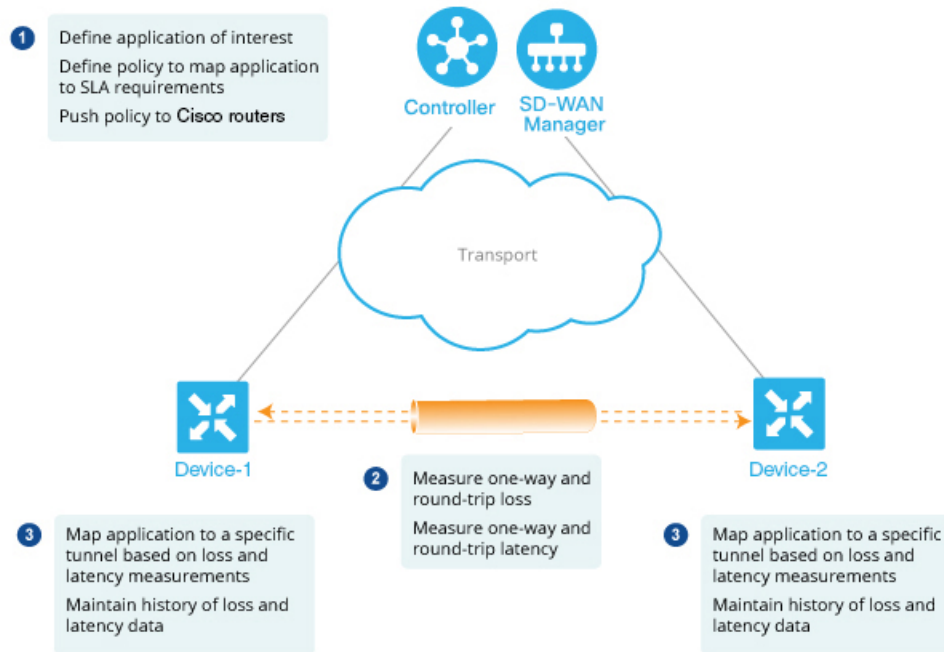 1
Define application of interest
Define policy to map application
to SLA requirements
Push policy to Cisco routers
Controller
SD-WAN
Manager
Transport
Device-1
Device-2
2
Measure one-way and
round-trip loss
Measure one-way and
round-trip latency
3
Map application to a specific
tunnel based on loss and
latency measurements
Maintain history of loss and
latency data
3
Map application to a specific
tunnel based on loss and
latency measurements
Maintain history of loss and
latency data